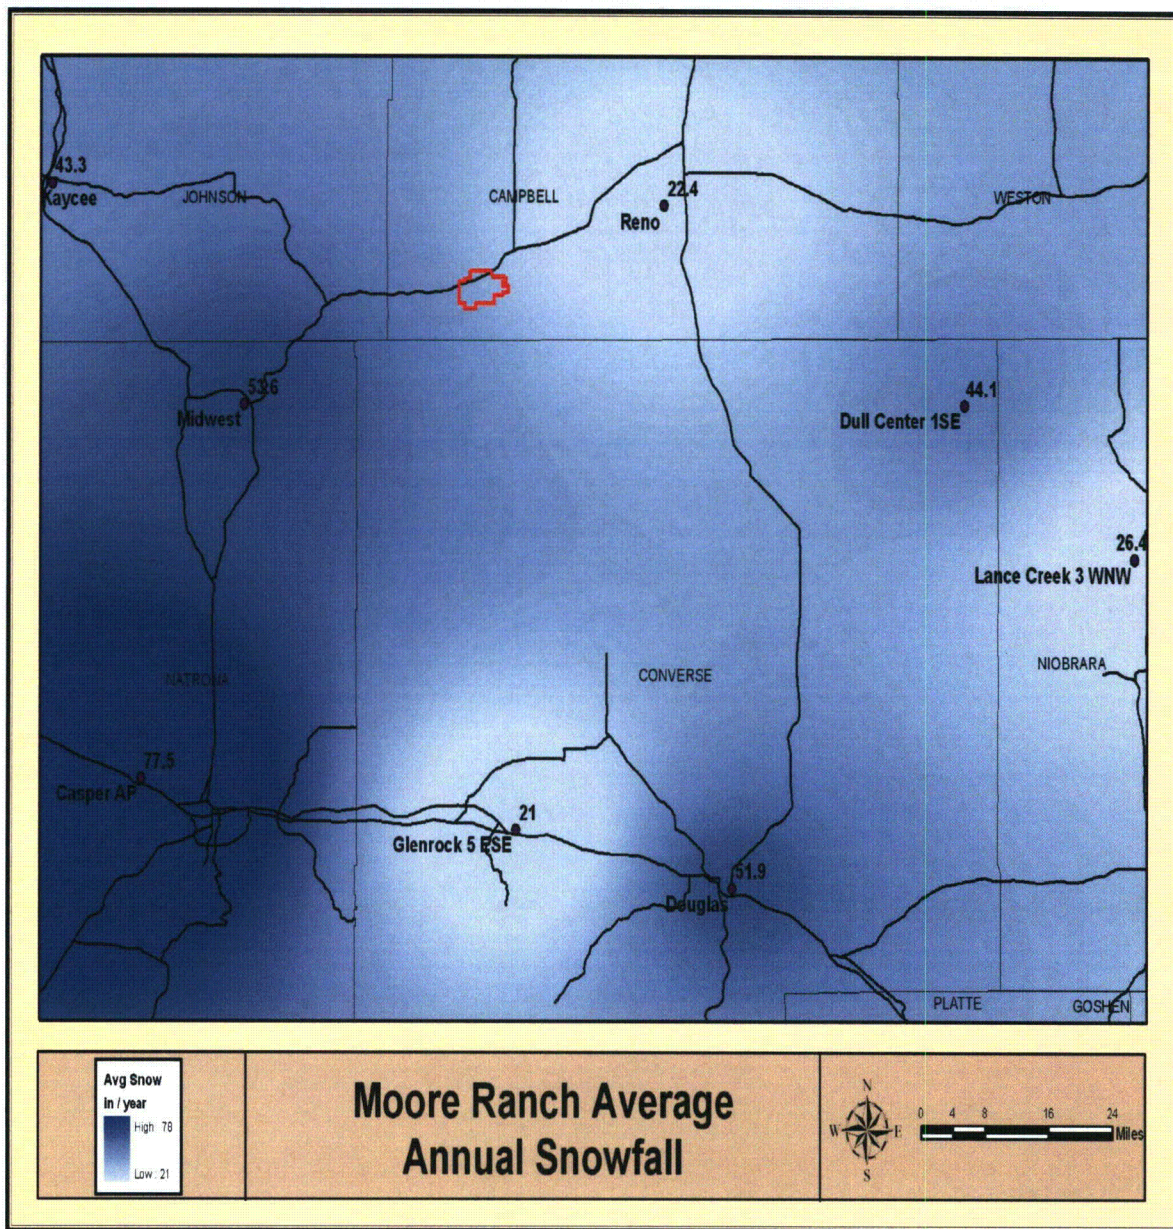 43.3
Kaycee
JOHNSON
CAMPBELL
22.4
Reno
WESTON
53.6
Midwest
44.1
Dull Center 1SE
26.4
Lance Creek 3 WNW
NATRONA
CONVERSE
NIOBRARA
77.5
Casper AP
21
Glenrock 5 ESE
51.9
Douglas
PLATTE
GOSHEN
Avg Snow
in / year
High : 78
Low : 21
Moore Ranch Average
Annual Snowfall
N
W E
S
0 4 8 16 24
Miles